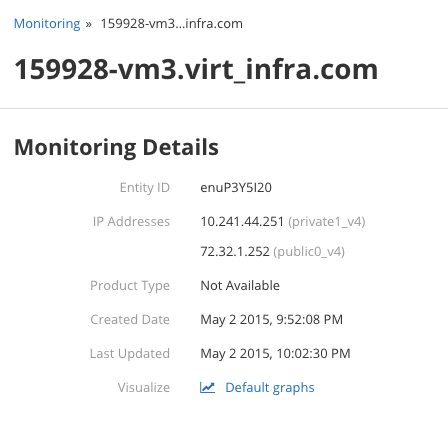 Monitoring » 159928-vm3...infra.com
159928-vm3.virt_infra.com
Monitoring Details
Entity ID enuP3Y5I20
IP Addresses 10.241.44.251 (private1_v4)
72.32.1.252 (public0_v4)
Product Type Not Available
Created Date May 2 2015, 9:52:08 PM
Last Updated May 2 2015, 10:02:30 PM
Visualize Default graphs